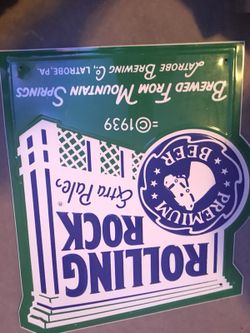 ROLLING
ROCK
Extra Pale
PREMIUM
BEER
=©1939
BREWED FROM MOUNTAIN SPRINGS
LATROBE BREWING CO., LATROBE, PA.